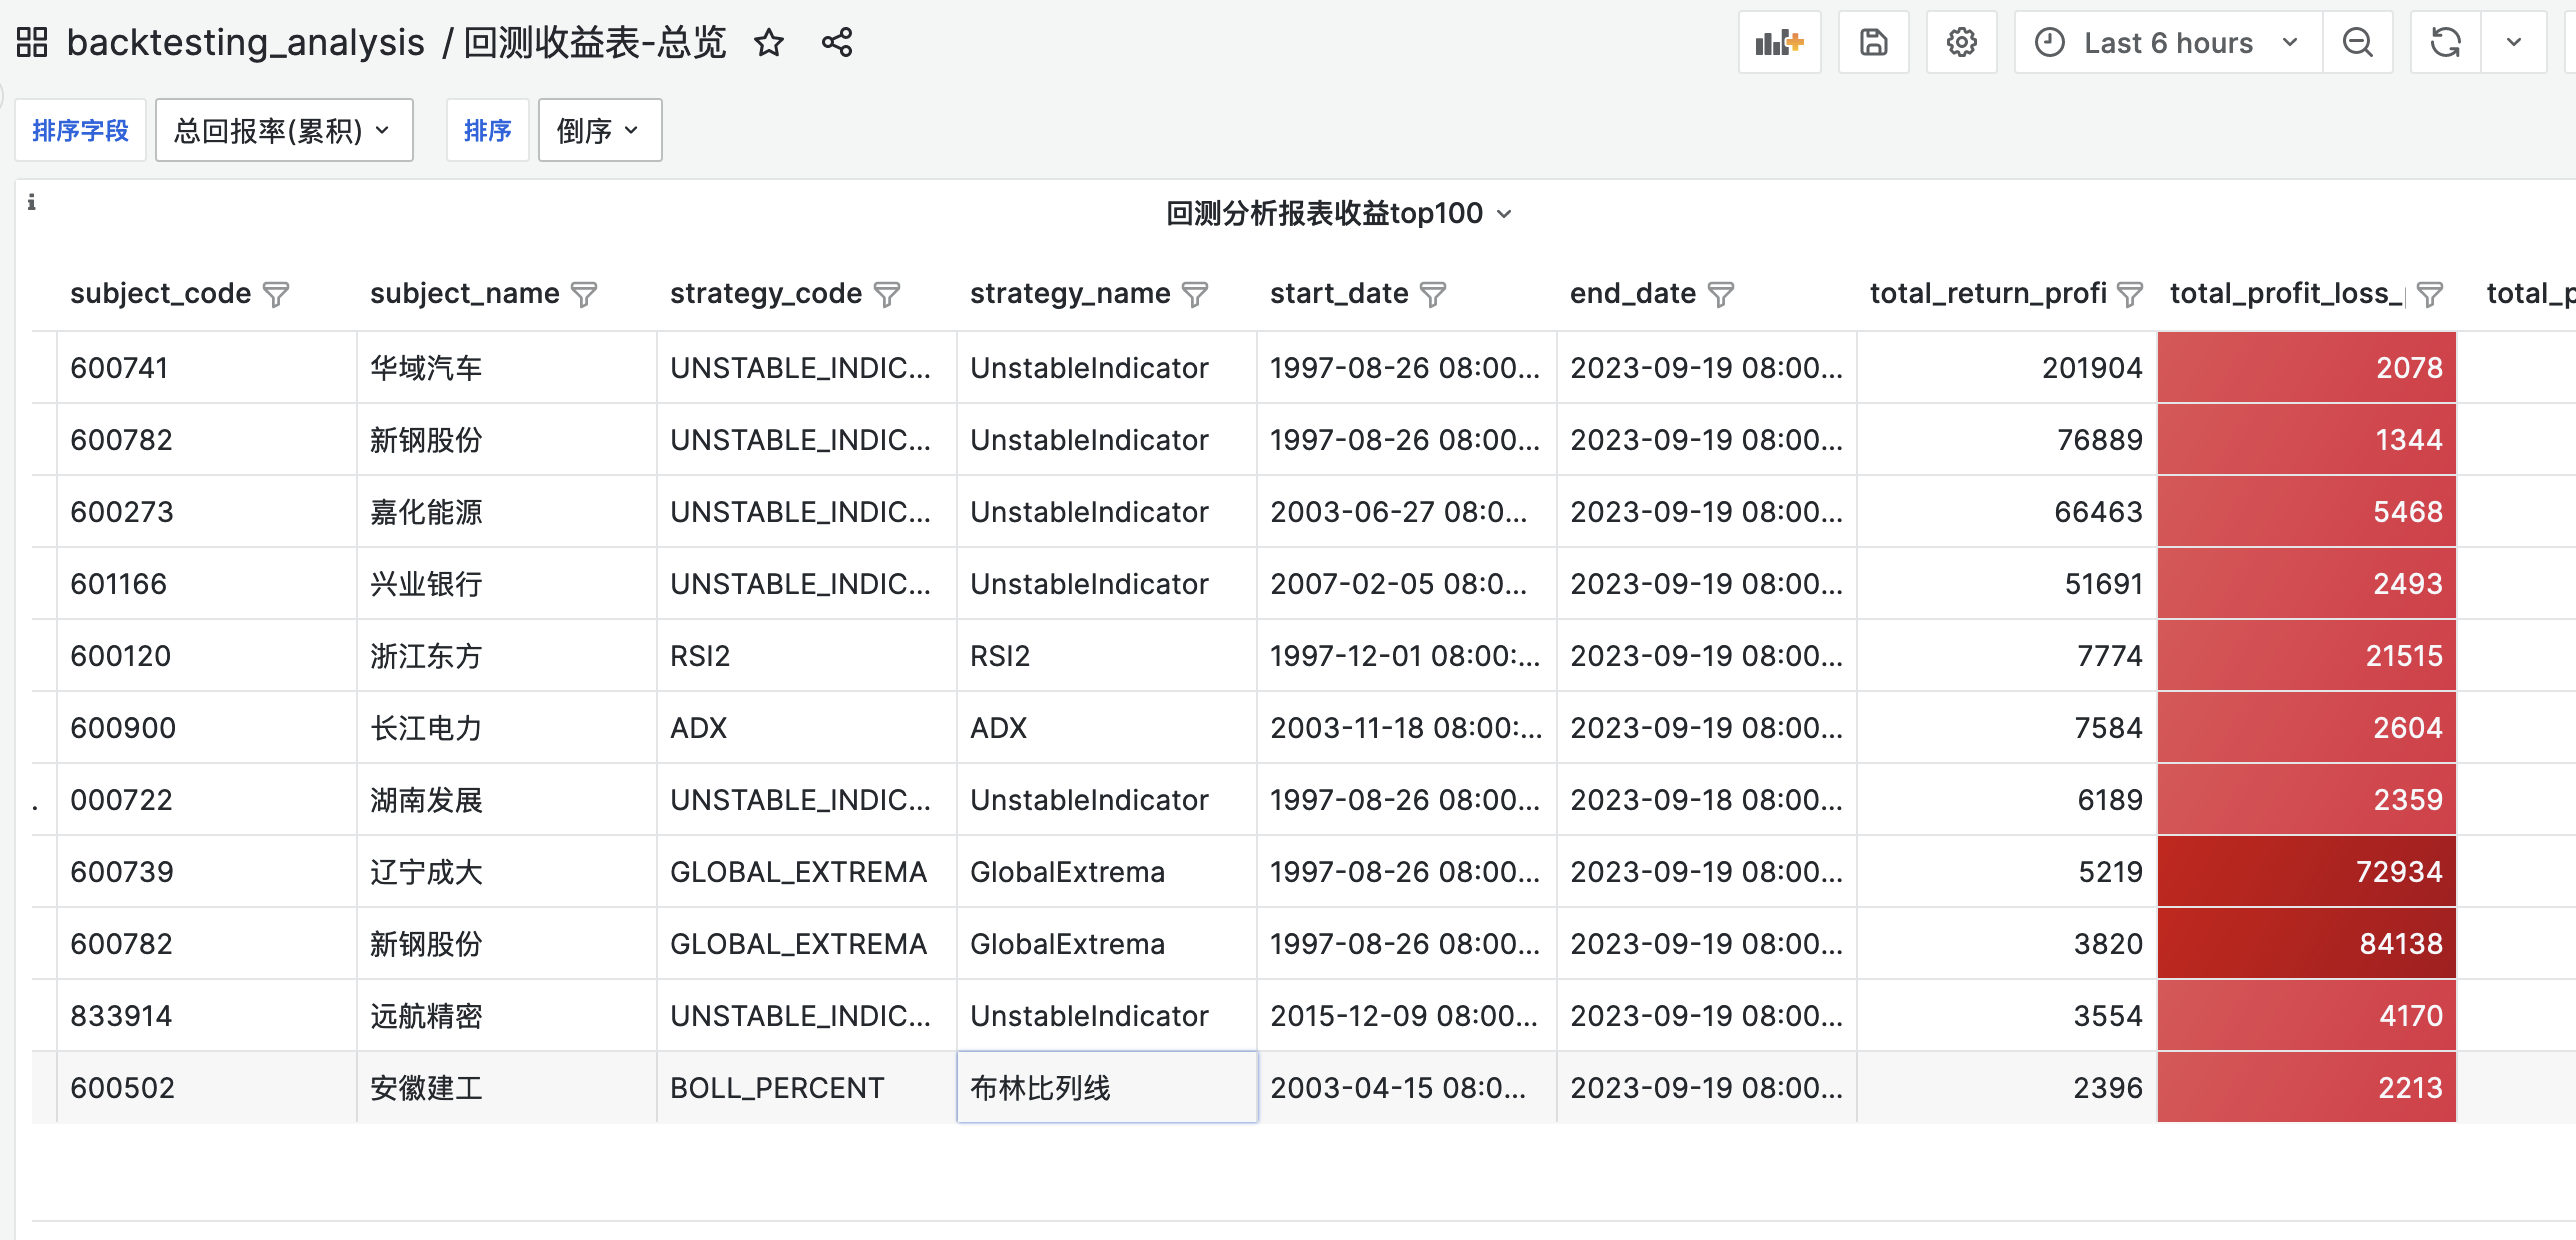 backtesting_analysis / 回测收益表-总览
Last 6 hours
排序字段 总回报率(累积) 排序 倒序
回测分析报表收益top100
subject_code subject_name strategy_code strategy_name start_date end_date total_return_profi total_profit_loss_ total_p
600741 华域汽车 UNSTABLE_INDIC... UnstableIndicator 1997-08-26 08:00... 2023-09-19 08:00... 201904 2078
600782 新钢股份 UNSTABLE_INDIC... UnstableIndicator 1997-08-26 08:00... 2023-09-19 08:00... 76889 1344
600273 嘉化能源 UNSTABLE_INDIC... UnstableIndicator 2003-06-27 08:0... 2023-09-19 08:00... 66463 5468
601166 兴业银行 UNSTABLE_INDIC... UnstableIndicator 2007-02-05 08:0... 2023-09-19 08:00... 51691 2493
600120 浙江东方 RSI2 RSI2 1997-12-01 08:00:... 2023-09-19 08:00... 7774 21515
600900 长江电力 ADX ADX 2003-11-18 08:00:... 2023-09-19 08:00... 7584 2604
. 000722 湖南发展 UNSTABLE_INDIC... UnstableIndicator 1997-08-26 08:00... 2023-09-18 08:00... 6189 2359
600739 辽宁成大 GLOBAL_EXTREMA GlobalExtrema 1997-08-26 08:00... 2023-09-19 08:00... 5219 72934
600782 新钢股份 GLOBAL_EXTREMA GlobalExtrema 1997-08-26 08:00... 2023-09-19 08:00... 3820 84138
833914 远航精密 UNSTABLE_INDIC... UnstableIndicator 2015-12-09 08:00... 2023-09-19 08:00... 3554 4170
600502 安徽建工 BOLL_PERCENT 布林比列线 2003-04-15 08:0... 2023-09-19 08:00... 2396 2213